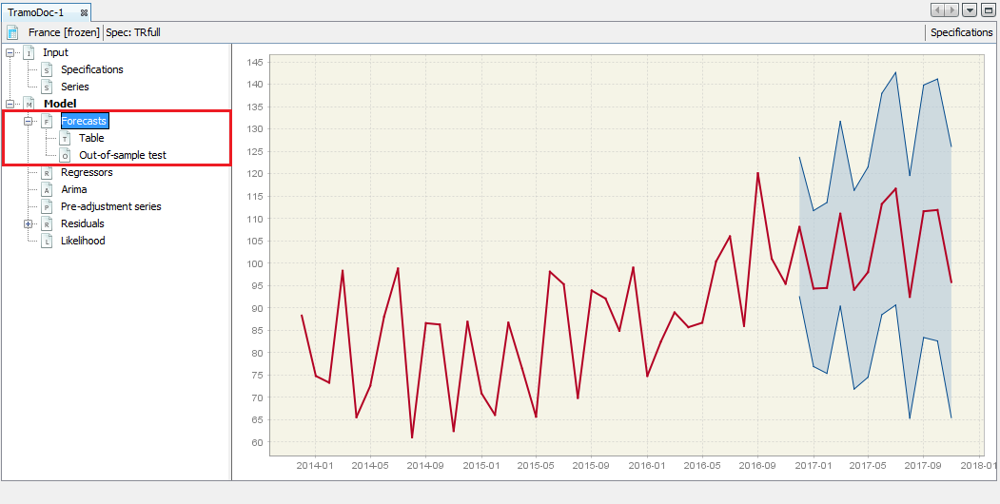 TramoDoc-1
France [frozen] Spec: TRfull Specifications
I Input
S Specifications
S Series
M Model
F Forecasts
T Table
O Out-of-sample test
R Regressors
A Arima
P Pre-adjustment series
R Residuals
L Likelihood
145
140
135
130
125
120
115
110
105
100
95
90
85
80
75
70
65
60
2014-01 2014-05 2014-09 2015-01 2015-05 2015-09 2016-01 2016-05 2016-09 2017-01 2017-05 2017-09 2018-01